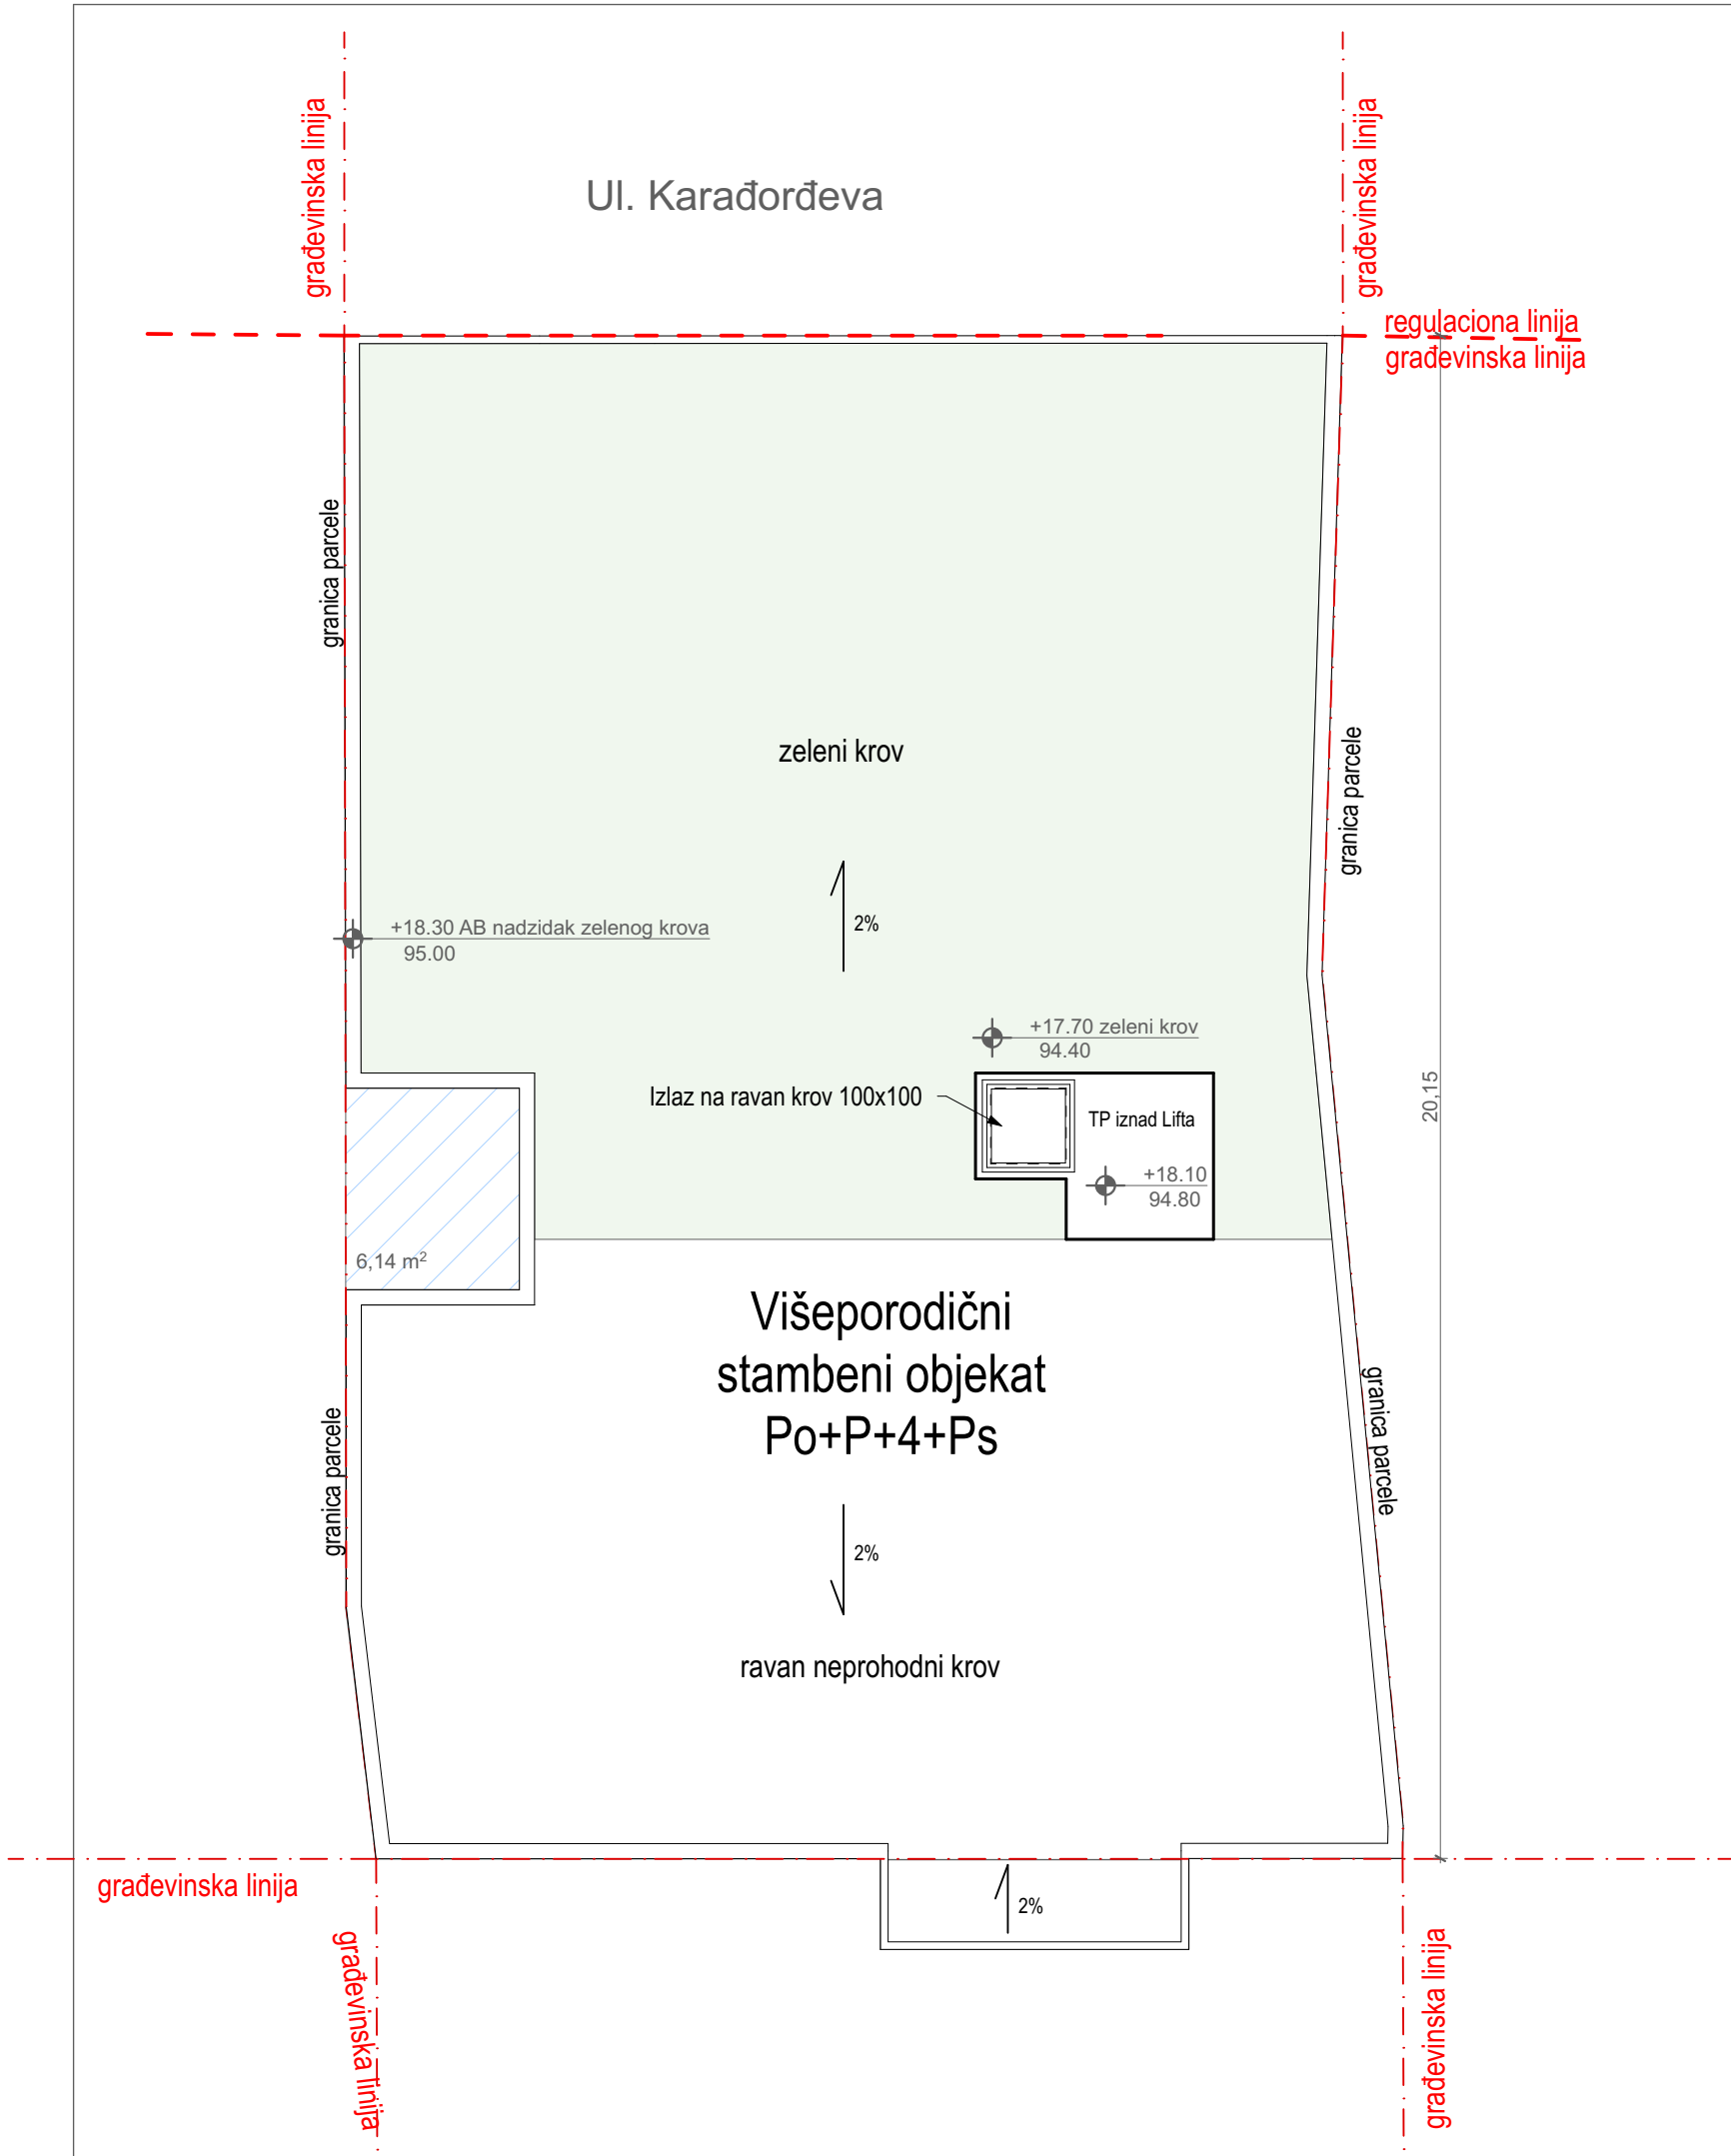 građevinska linija
građevinska linija
Ul. Karađorđeva
regulaciona linija
građevinska linija
granica parcele
zeleni krov
granica parcele
2%
+18.30 AB nadzidak zelenog krova
95.00
+17.70 zeleni krov
94.40
Izlaz na ravan krov 100x100
TP iznad Lifta
+18.10
94.80
20,15
6,14 m²
Višeporodični
stambeni objekat
Po+P+4+Ps
granica parcele
granica parcele
2%
ravan neprohodni krov
građevinska linija
2%
građevinska linija
građevinska linija